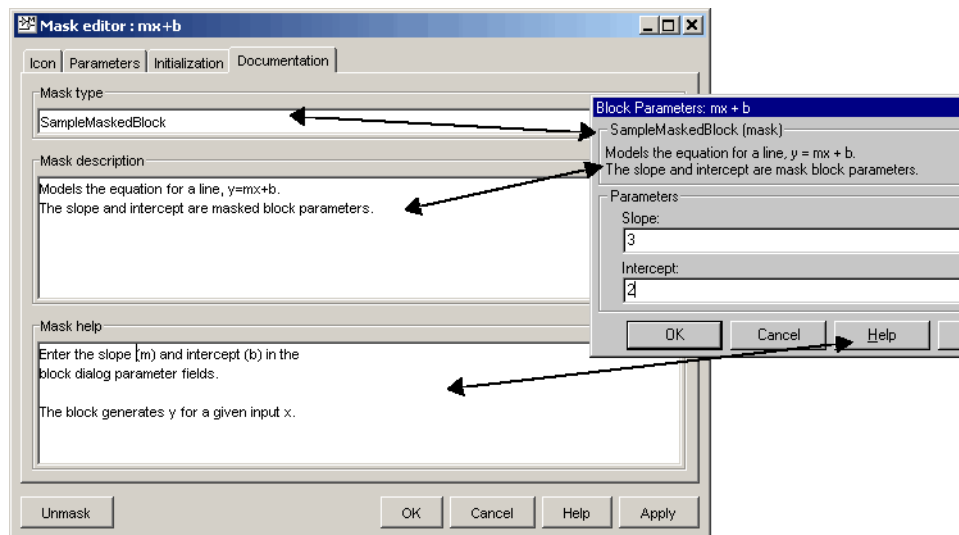 Mask editor : mx+b
Icon Parameters Initialization Documentation
Mask type
SampleMaskedBlock
Mask description
Models the equation for a line, y=mx+b.
The slope and intercept are masked block parameters.
Mask help
Enter the slope (m) and intercept (b) in the
block dialog parameter fields.
The block generates y for a given input x.
Unmask OK Cancel Help Apply
Block Parameters: mx + b
SampleMaskedBlock (mask)
Models the equation for a line, y = mx + b.
The slope and intercept are mask block parameters.
Parameters
Slope:
3
Intercept:
2
OK Cancel Help